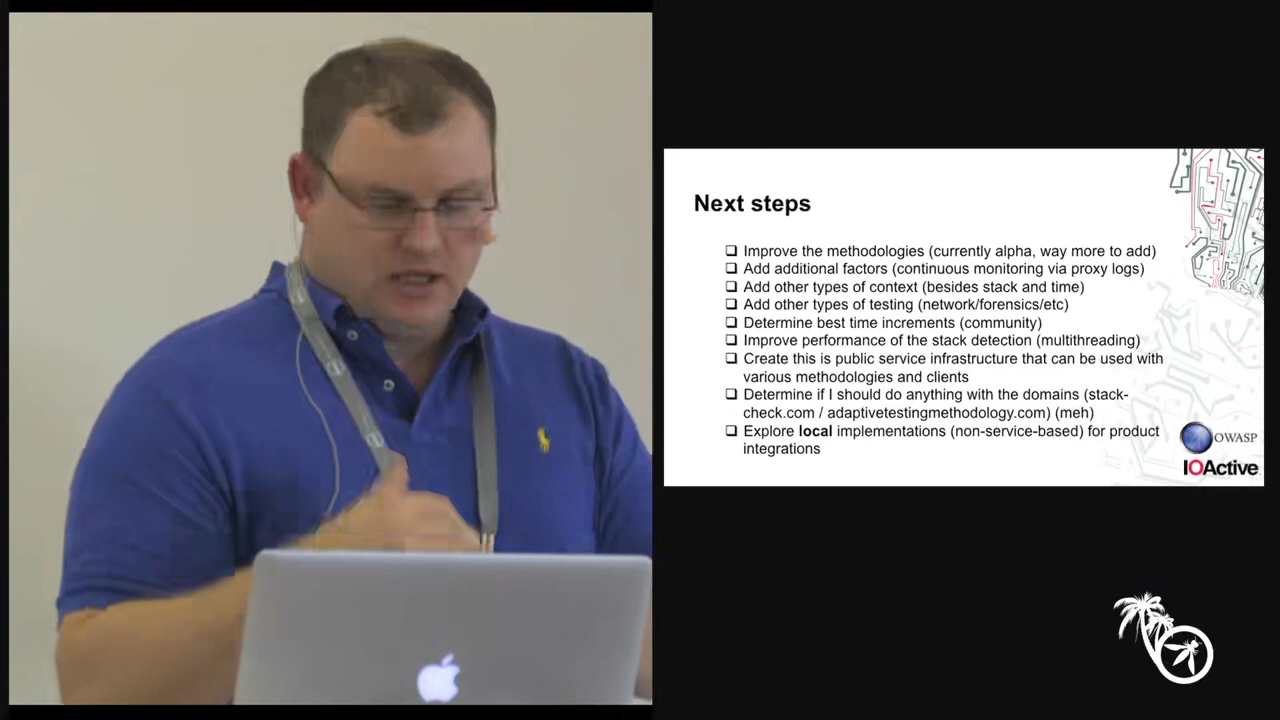 Next steps
❑ Improve the methodologies (currently alpha, way more to add)
❑ Add additional factors (continuous monitoring via proxy logs)
❑ Add other types of context (besides stack and time)
❑ Add other types of testing (network/forensics/etc)
❑ Determine best time increments (community)
❑ Improve performance of the stack detection (multithreading)
❑ Create this is public service infrastructure that can be used with
various methodologies and clients
❑ Determine if I should do anything with the domains (stack-
check.com / adaptivetestingmethodology.com) (meh)
❑ Explore local implementations (non-service-based) for product
integrations
OWASP
IOActive